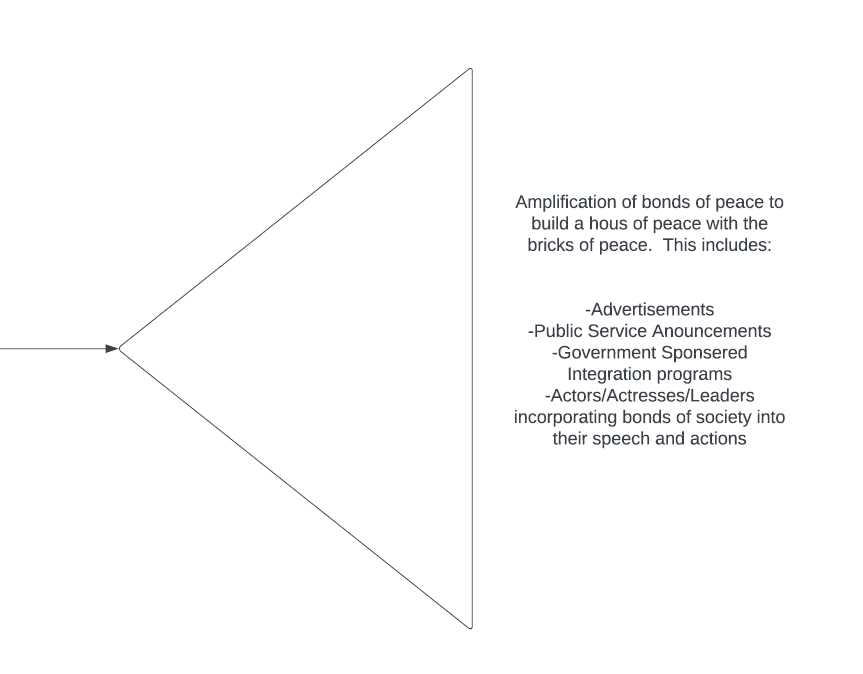 Amplification of bonds of peace to
build a hous of peace with the
bricks of peace.  This includes:
-Advertisements
-Public Service Anouncements
-Government Sponsered
Integration programs
-Actors/Actresses/Leaders
incorporating bonds of society into
their speech and actions